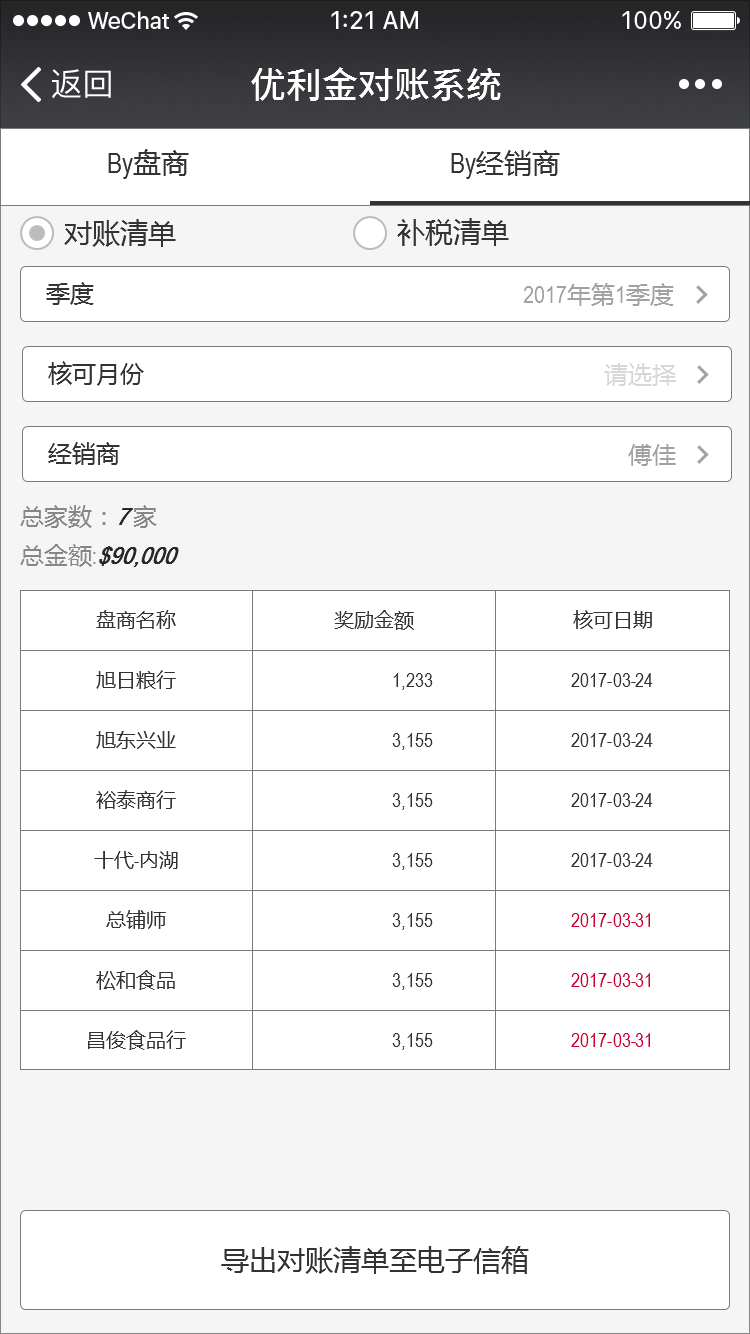 WeChat 1:21 AM 100%
返回 优利金对账系统
By盘商 By经销商
对账清单 补税清单
季度 2017年第1季度
核可月份 请选择
经销商 傅佳
总家数：7家
总金额:$90,000
盘商名称 奖励金额 核可日期
旭日粮行 1,233 2017-03-24
旭东兴业 3,155 2017-03-24
裕泰商行 3,155 2017-03-24
十代-内湖 3,155 2017-03-24
总铺师 3,155 2017-03-31
松和食品 3,155 2017-03-31
昌俊食品行 3,155 2017-03-31
导出对账清单至电子信箱